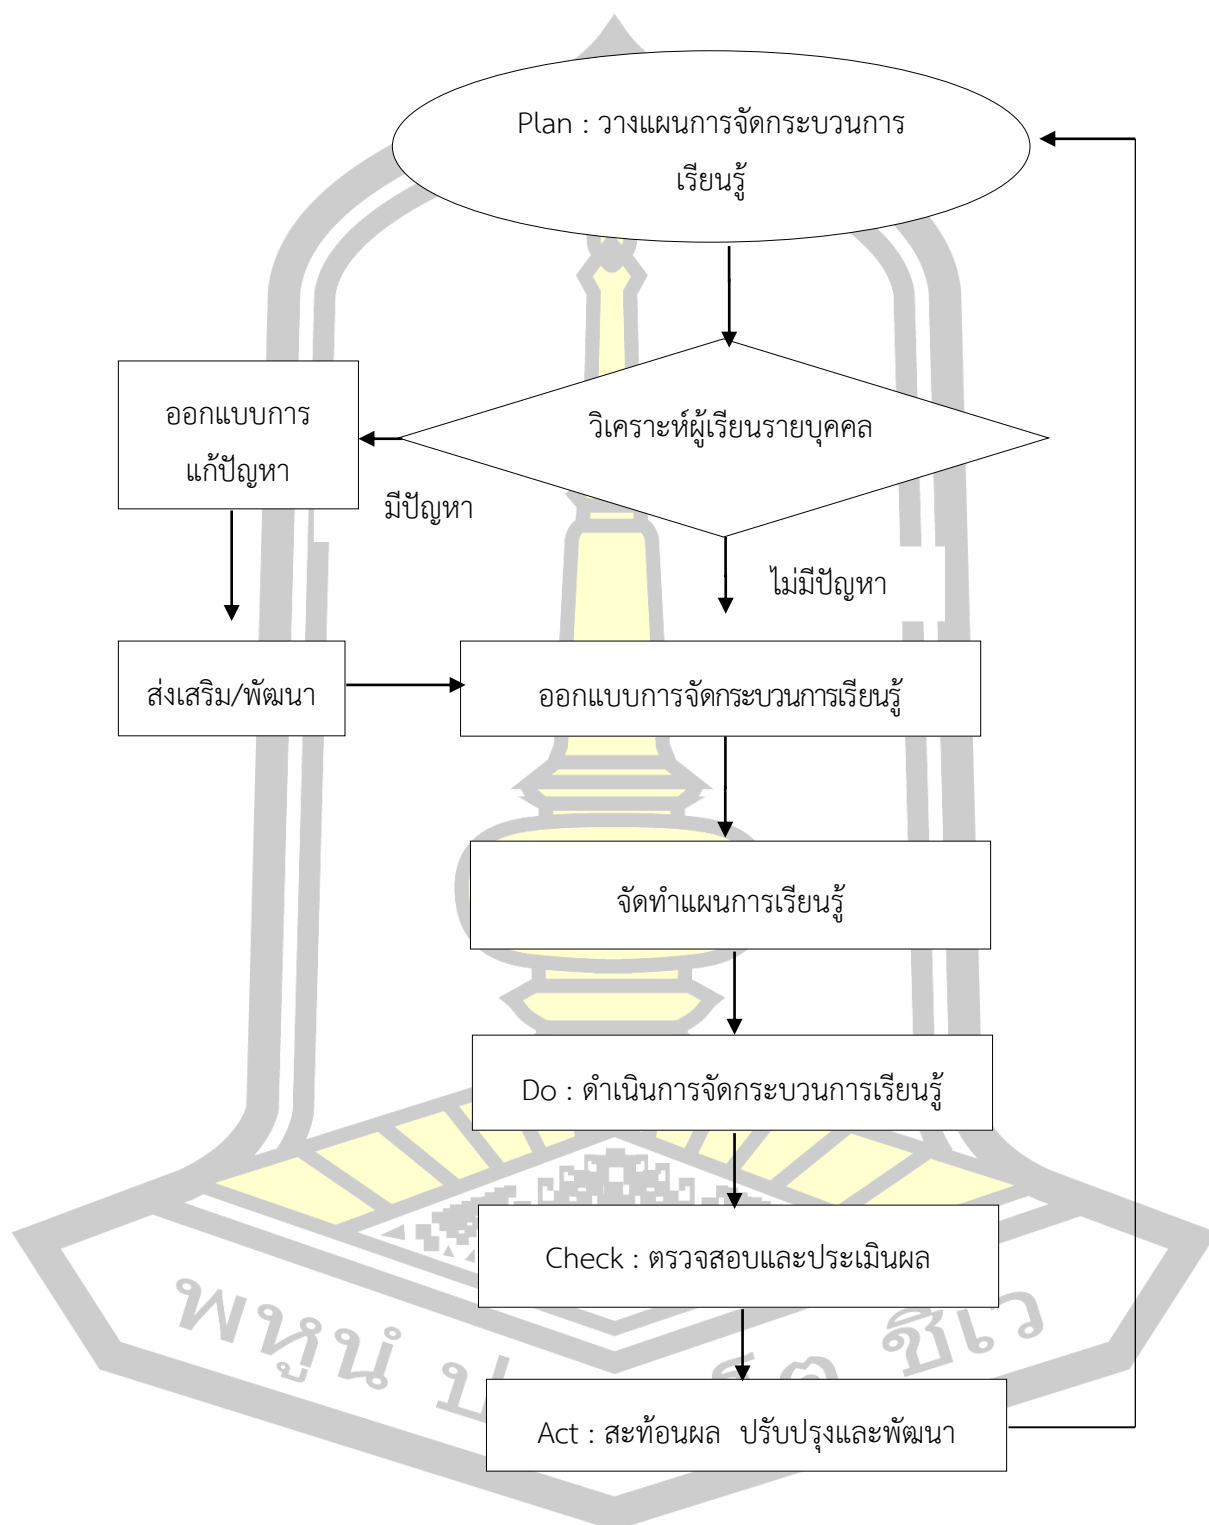 Plan : วางแผนการจัดกระบวนการ
เรียนรู้
วิเคราะห์ผู้เรียนรายบุคคล
ออกแบบการ
แก้ปัญหา
มีปัญหา
ไม่มีปัญหา
ส่งเสริม/พัฒนา
ออกแบบการจัดกระบวนการเรียนรู้
จัดทำแผนการเรียนรู้
Do : ดำเนินการจัดกระบวนการเรียนรู้
Check : ตรวจสอบและประเมินผล
Act : สะท้อนผล ปรับปรุงและพัฒนา
พหูนํ ชีเว